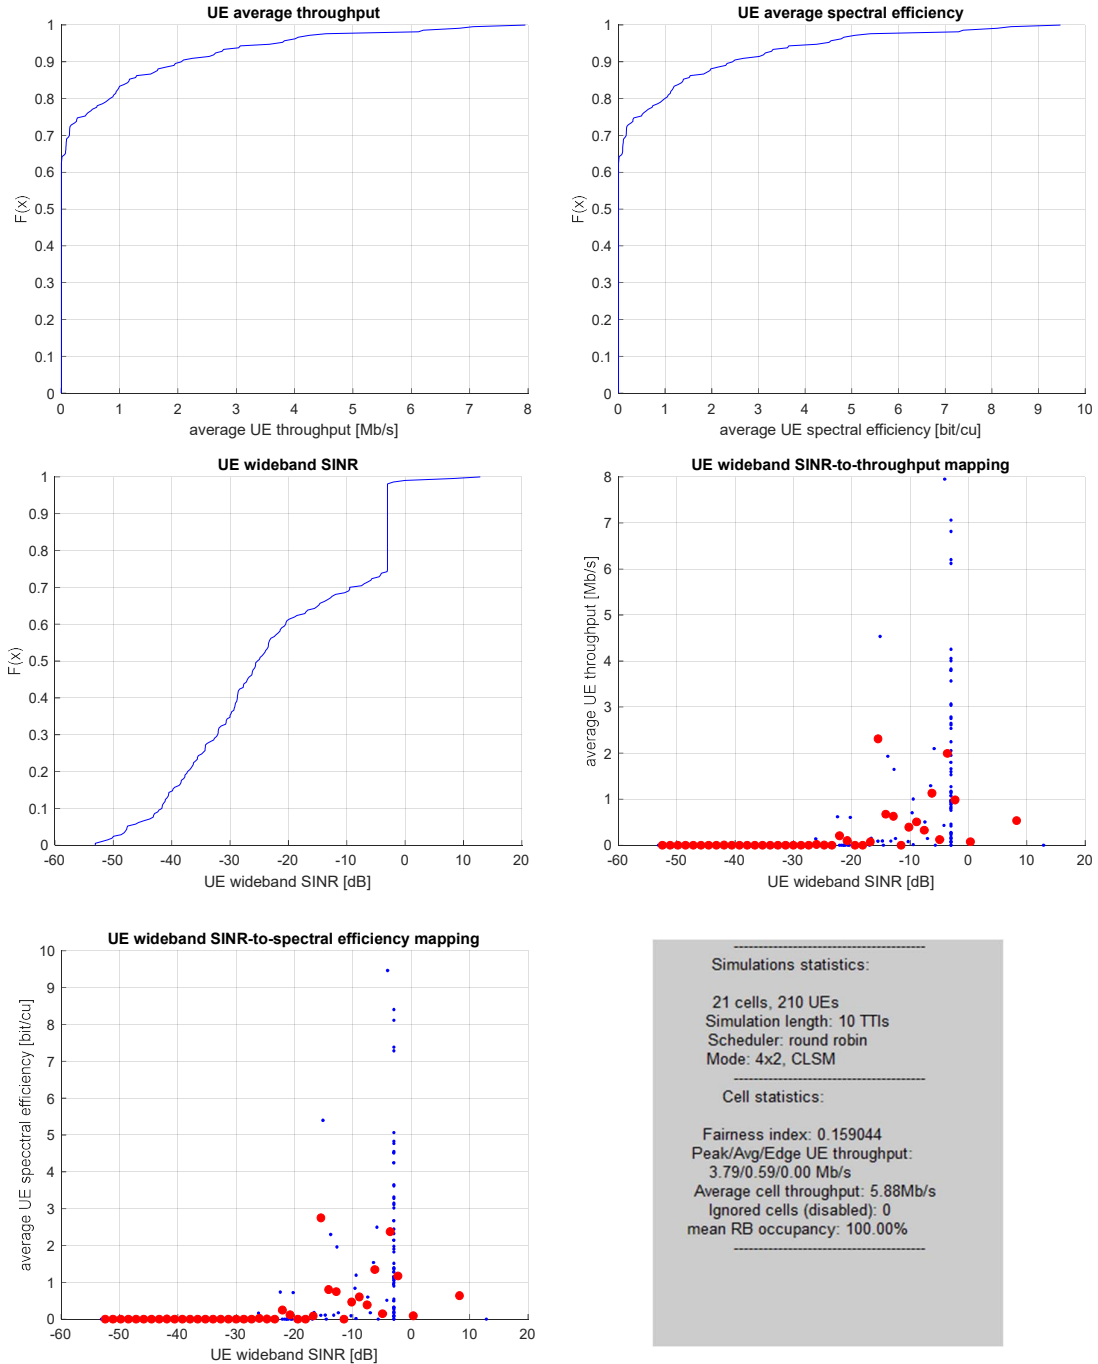 UE average throughput
1
0.9
0.8
0.7
0.6
0.5
0.4
0.3
0.2
0.1
0
F(x)
0 1 2 3 4 5 6 7 8
average UE throughput [Mb/s]
UE average spectral efficiency
1
0.9
0.8
0.7
0.6
0.5
0.4
0.3
0.2
0.1
0
F(x)
0 1 2 3 4 5 6 7 8 9 10
average UE spectral efficiency [bit/cu]
UE wideband SINR
1
0.9
0.8
0.7
0.6
0.5
0.4
0.3
0.2
0.1
0
F(x)
-60 -50 -40 -30 -20 -10 0 10 20
UE wideband SINR [dB]
UE wideband SINR-to-throughput mapping
8
7
6
5
4
3
2
1
0
average UE throughput [Mb/s]
-60 -50 -40 -30 -20 -10 0 10 20
UE wideband SINR [dB]
UE wideband SINR-to-spectral efficiency mapping
10
9
8
7
6
5
4
3
2
1
0
average UE specctral efficiency [bit/cu]
-60 -50 -40 -30 -20 -10 0 10 20
UE wideband SINR [dB]
---------------------------------------
Simulations statistics:
21 cells, 210 UEs
Simulation length: 10 TTIs
Scheduler: round robin
Mode: 4x2, CLSM
---------------------------------------
Cell statistics:
Fairness index: 0.159044
Peak/Avg/Edge UE throughput:
3.79/0.59/0.00 Mb/s
Average cell throughput: 5.88Mb/s
Ignored cells (disabled): 0
mean RB occupancy: 100.00%
---------------------------------------